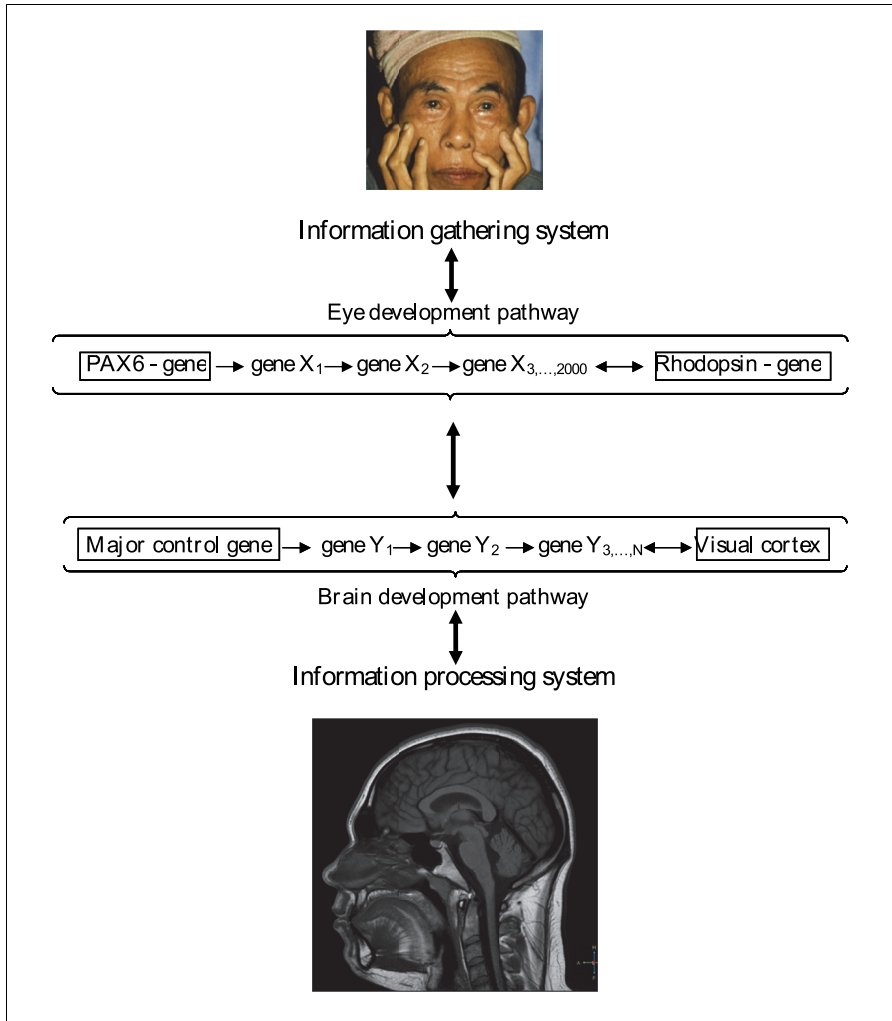 Information gathering system
Eye development pathway
PAX6 - gene → gene X₁ → gene X₂ → gene X₃,...,₂₀₀₀ ↔ Rhodopsin - gene
Major control gene → gene Y₁ → gene Y₂ → gene Y₃,...,N ↔ Visual cortex
Brain development pathway
Information processing system
A